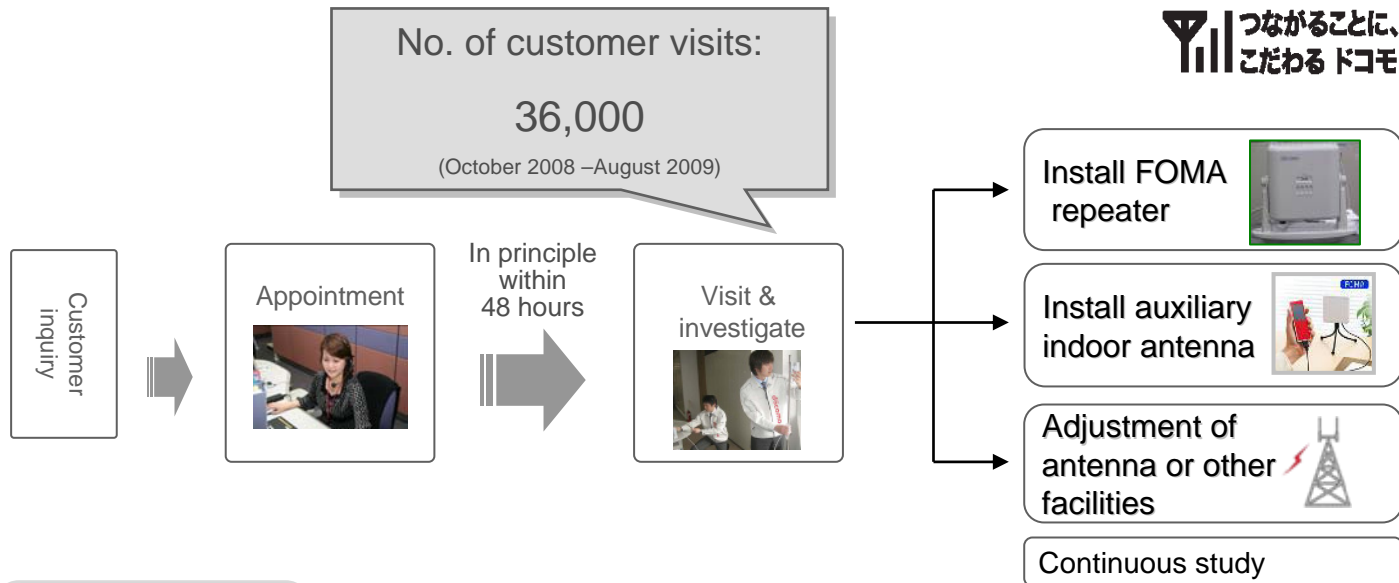 No. of customer visits:
36,000
(October 2008 –August 2009)
つながることに、
こだわる ドコモ
Customer
inquiry
Appointment
In principle
within
48 hours
Visit &
investigate
docomo
Install FOMA
repeater
Install auxiliary
indoor antenna
FOMA
Adjustment of
antenna or other
facilities
Continuous study